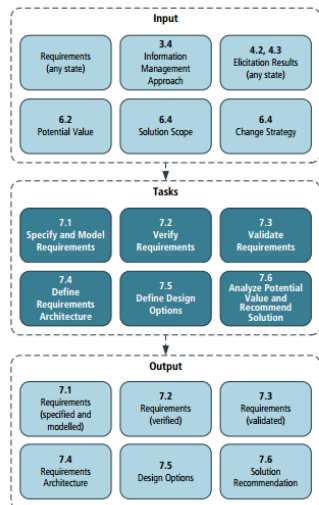 Input
Requirements
(any state)
3.4
Information
Management
Approach
4.2, 4.3
Elicitation Results
(any state)
6.2
Potential Value
6.4
Solution Scope
6.4
Change Strategy
Tasks
7.1
Specify and Model
Requirements
7.2
Verify
Requirements
7.3
Validate
Requirements
7.4
Define
Requirements
Architecture
7.5
Define Design
Options
7.6
Analyze Potential
Value and
Recommend
Solution
Output
7.1
Requirements
(specified and
modelled)
7.2
Requirements
(verified)
7.3
Requirements
(validated)
7.4
Requirements
Architecture
7.5
Design Options
7.6
Solution
Recommendation